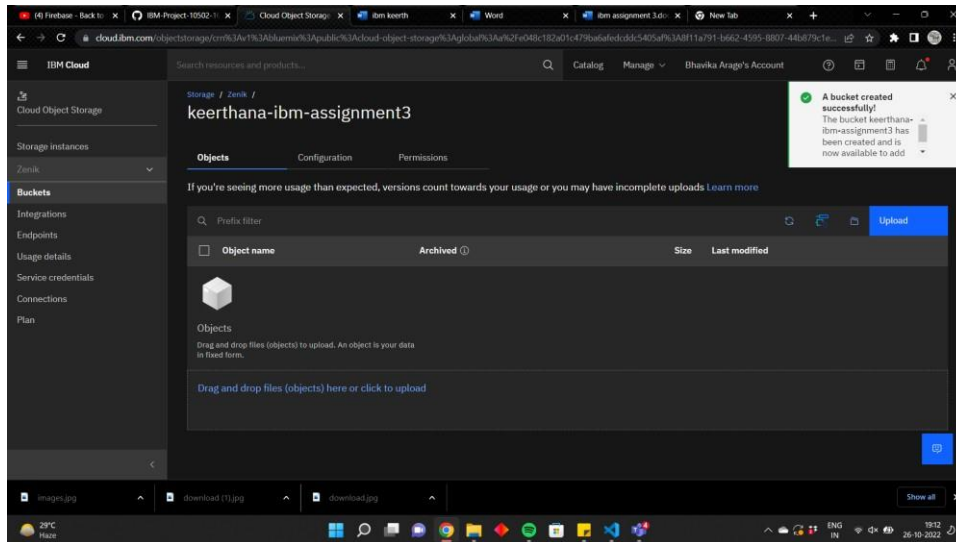 (4) Firebase - Back to
IBM-Project-10502-1
Cloud Object Storage
ibm keerth
Word
ibm assignment 3.do
New Tab
IBM Cloud
Search resources and products...
Catalog
Manage
Bhavika Arago's Account
Cloud Object Storage
Storage instances
Zenik
Buckets
Integrations
Endpoints
Usage details
Service credentials
Connections
Plan
Storage / Zenik /
keerthana-ibm-assignment3
A bucket created
successfully!
The bucket keerthana-
ibm-assignment3 has
been created and is
now available to add
Objects Configuration Permissions
If you're seeing more usage than expected, versions count towards your usage or you may have incomplete uploads Learn more
Prefix filter
Upload
Object name Archived Size Last modified
Objects
Drag and drop files (objects) to upload. An object is your data
in fixed form.
Drag and drop files (objects) here or click to upload
images.jpg
download (1).jpg
download.jpg
Show all
29°C
Haze
ENG
IN
19:12
26-10-2022